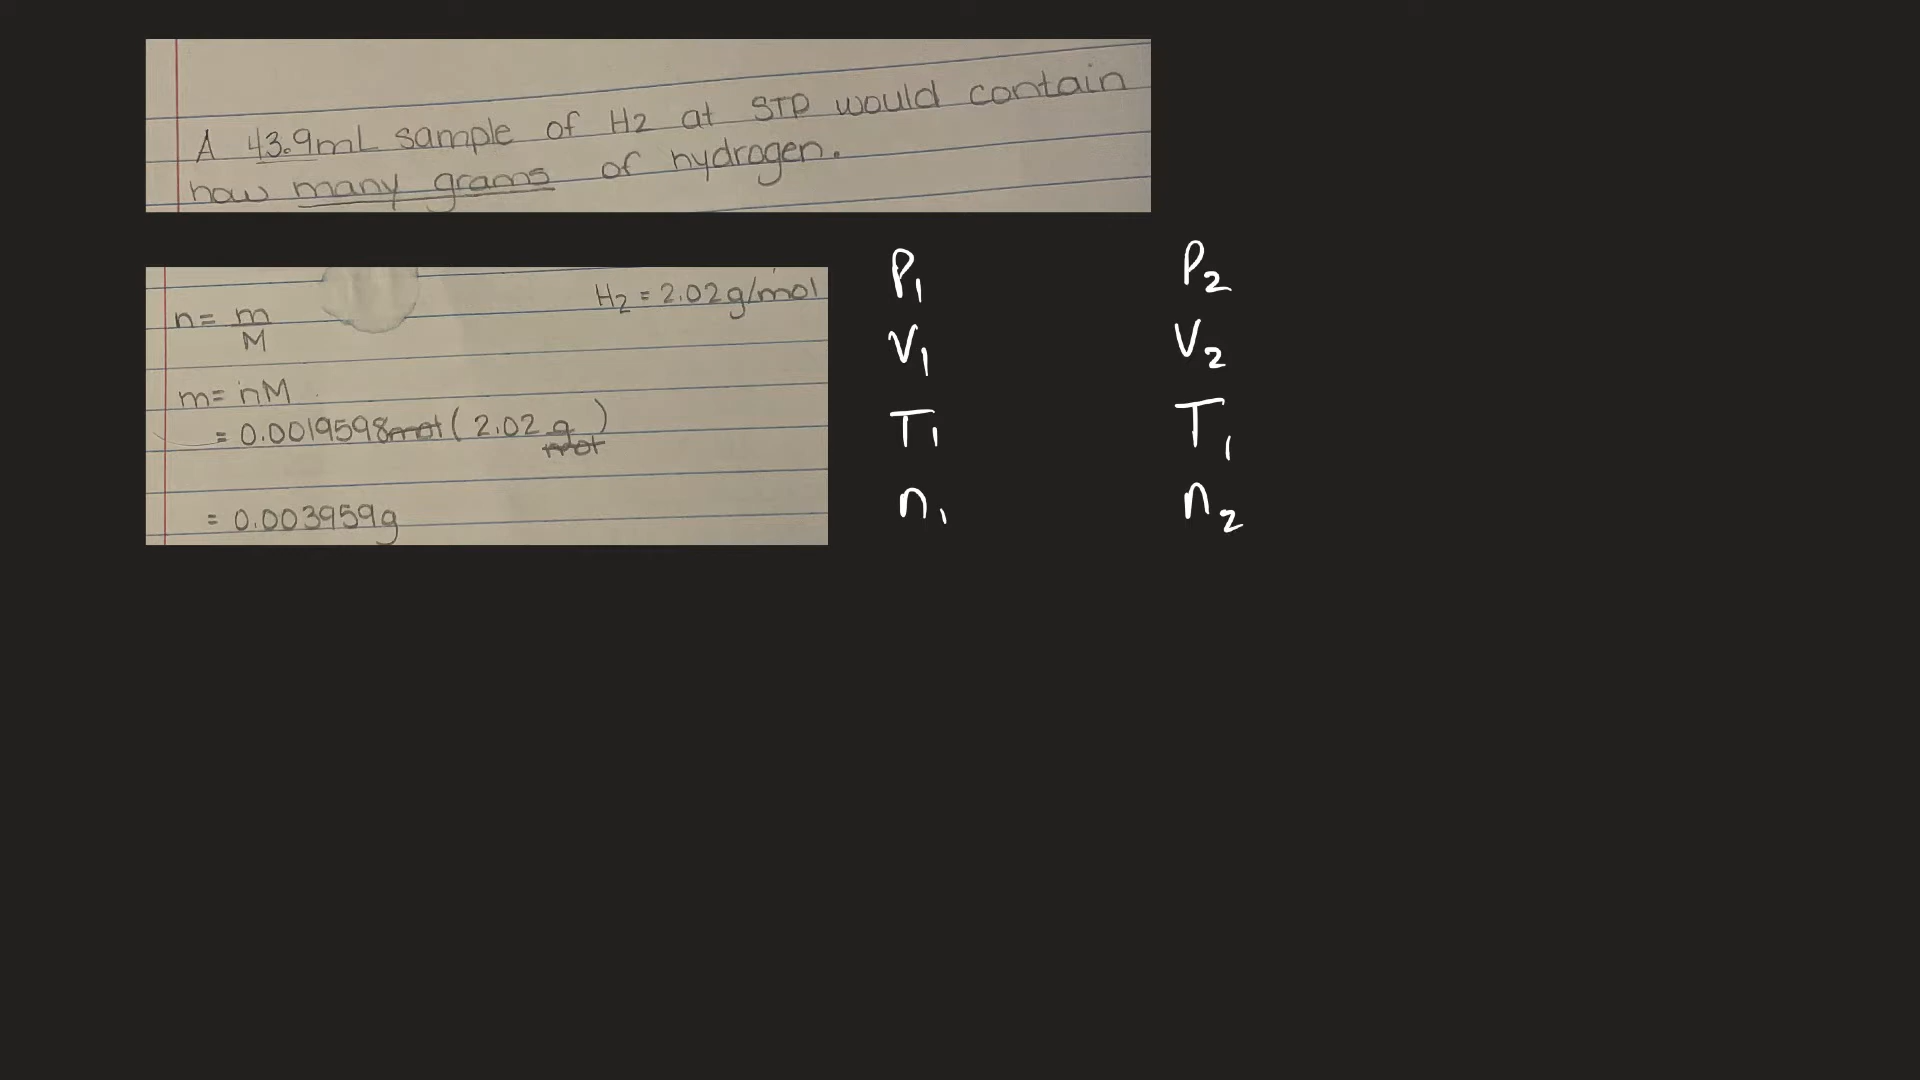 A 43.9mL sample of H2 at STP would contain
how many grams of hydrogen.
n = m/M
H2 = 2.02g/mol
m = nM
= 0.0019598mol (2.02 g/mol)
= 0.003959g
P1 P2
V1 V2
T1 T1
n1 n2